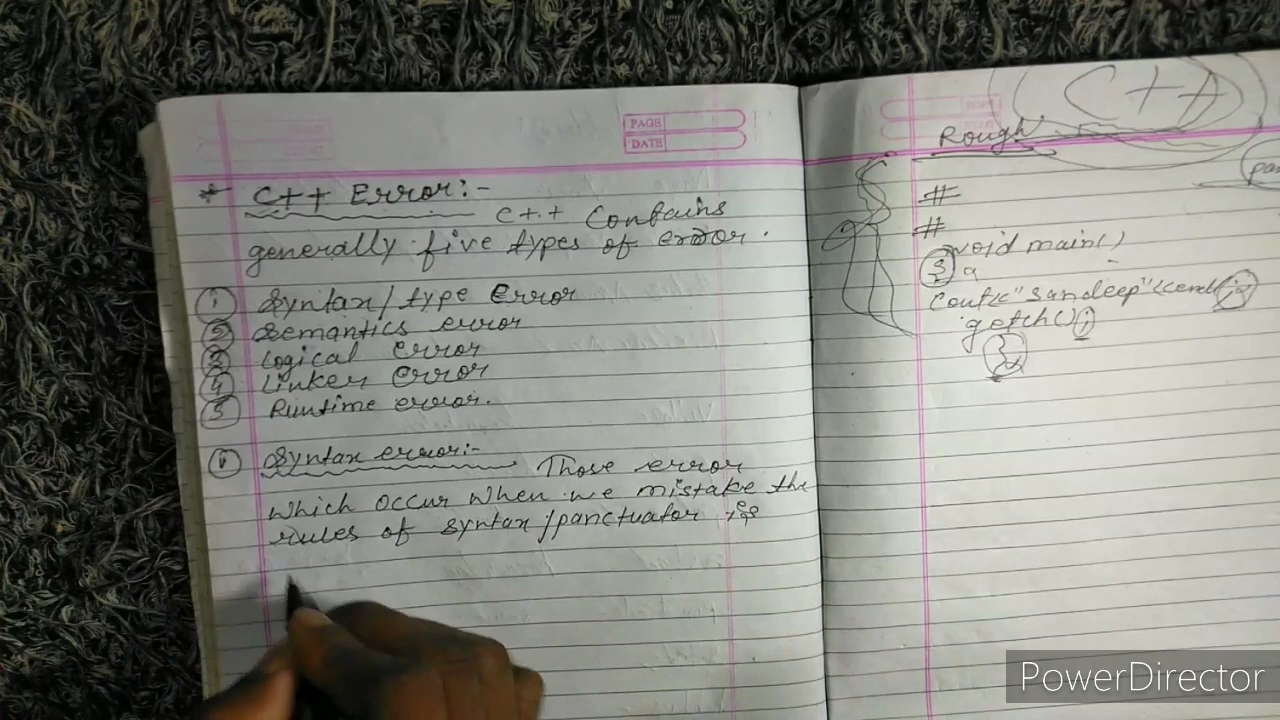 PAGE
DATE
* C++ Error:-
C++ Contains
generally five types of error.
① Syntax/type error
② Semantics error
③ Logical error
④ Linker error
⑤ Runtime error.
① Syntax error:-
Those error
which occur when we mistake the
rules of syntax/punctuator ,;
C++
Rough
#
#
void main()
{
Cout<<"Sandeep"<<endl;
getch();
}
PowerDirector